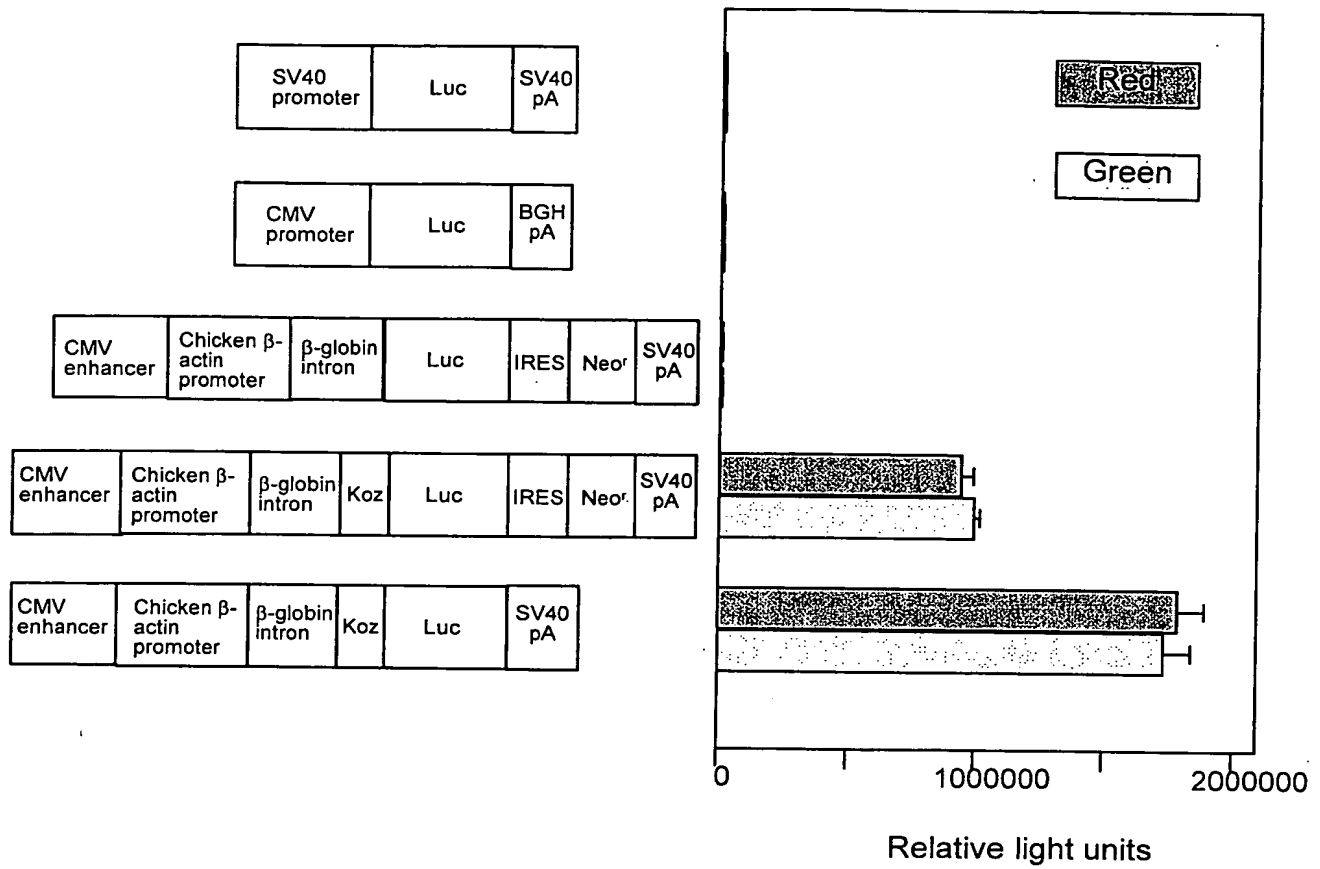 SV40
promoter
Luc
SV40
pA
Red
Green
CMV
promoter
Luc
BGH
pA
CMV
enhancer
Chicken β-
actin
promoter
β-globin
intron
Luc
IRES
Neoʳ
SV40
pA
CMV
enhancer
Chicken β-
actin
promoter
β-globin
intron
Koz
Luc
IRES
Neoʳ
SV40
pA
CMV
enhancer
Chicken β-
actin
promoter
β-globin
intron
Koz
Luc
SV40
pA
0
1000000
2000000
Relative light units